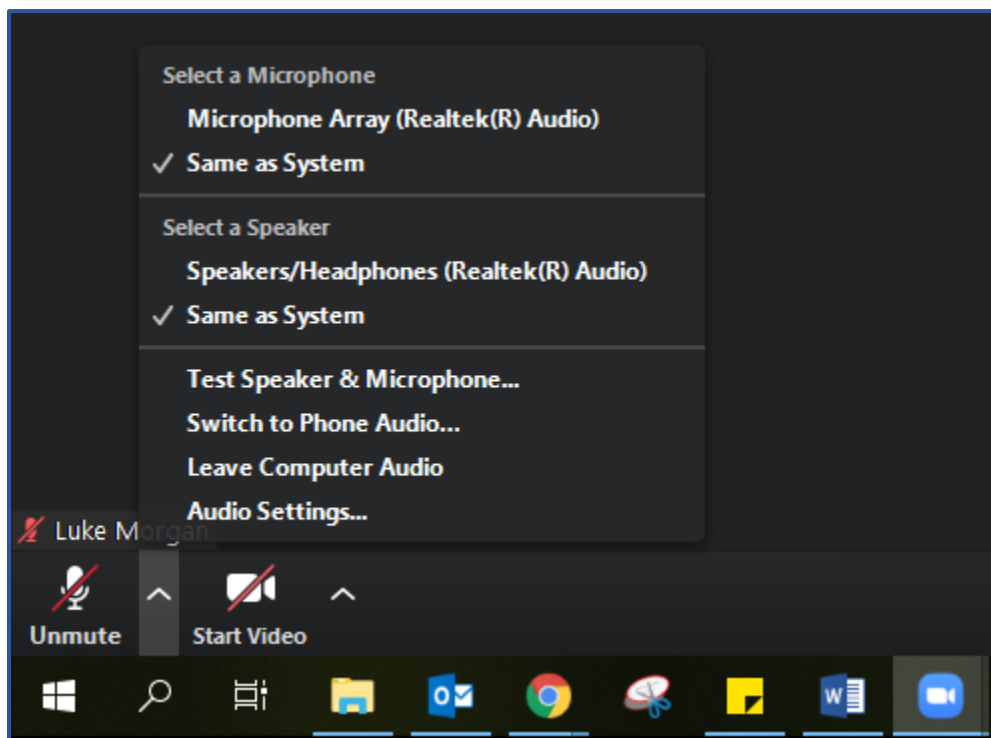 Select a Microphone
Microphone Array (Realtek(R) Audio)
Same as System
Select a Speaker
Speakers/Headphones (Realtek(R) Audio)
Same as System
Test Speaker & Microphone...
Switch to Phone Audio...
Leave Computer Audio
Audio Settings...
Luke Morgan
Unmute
Start Video